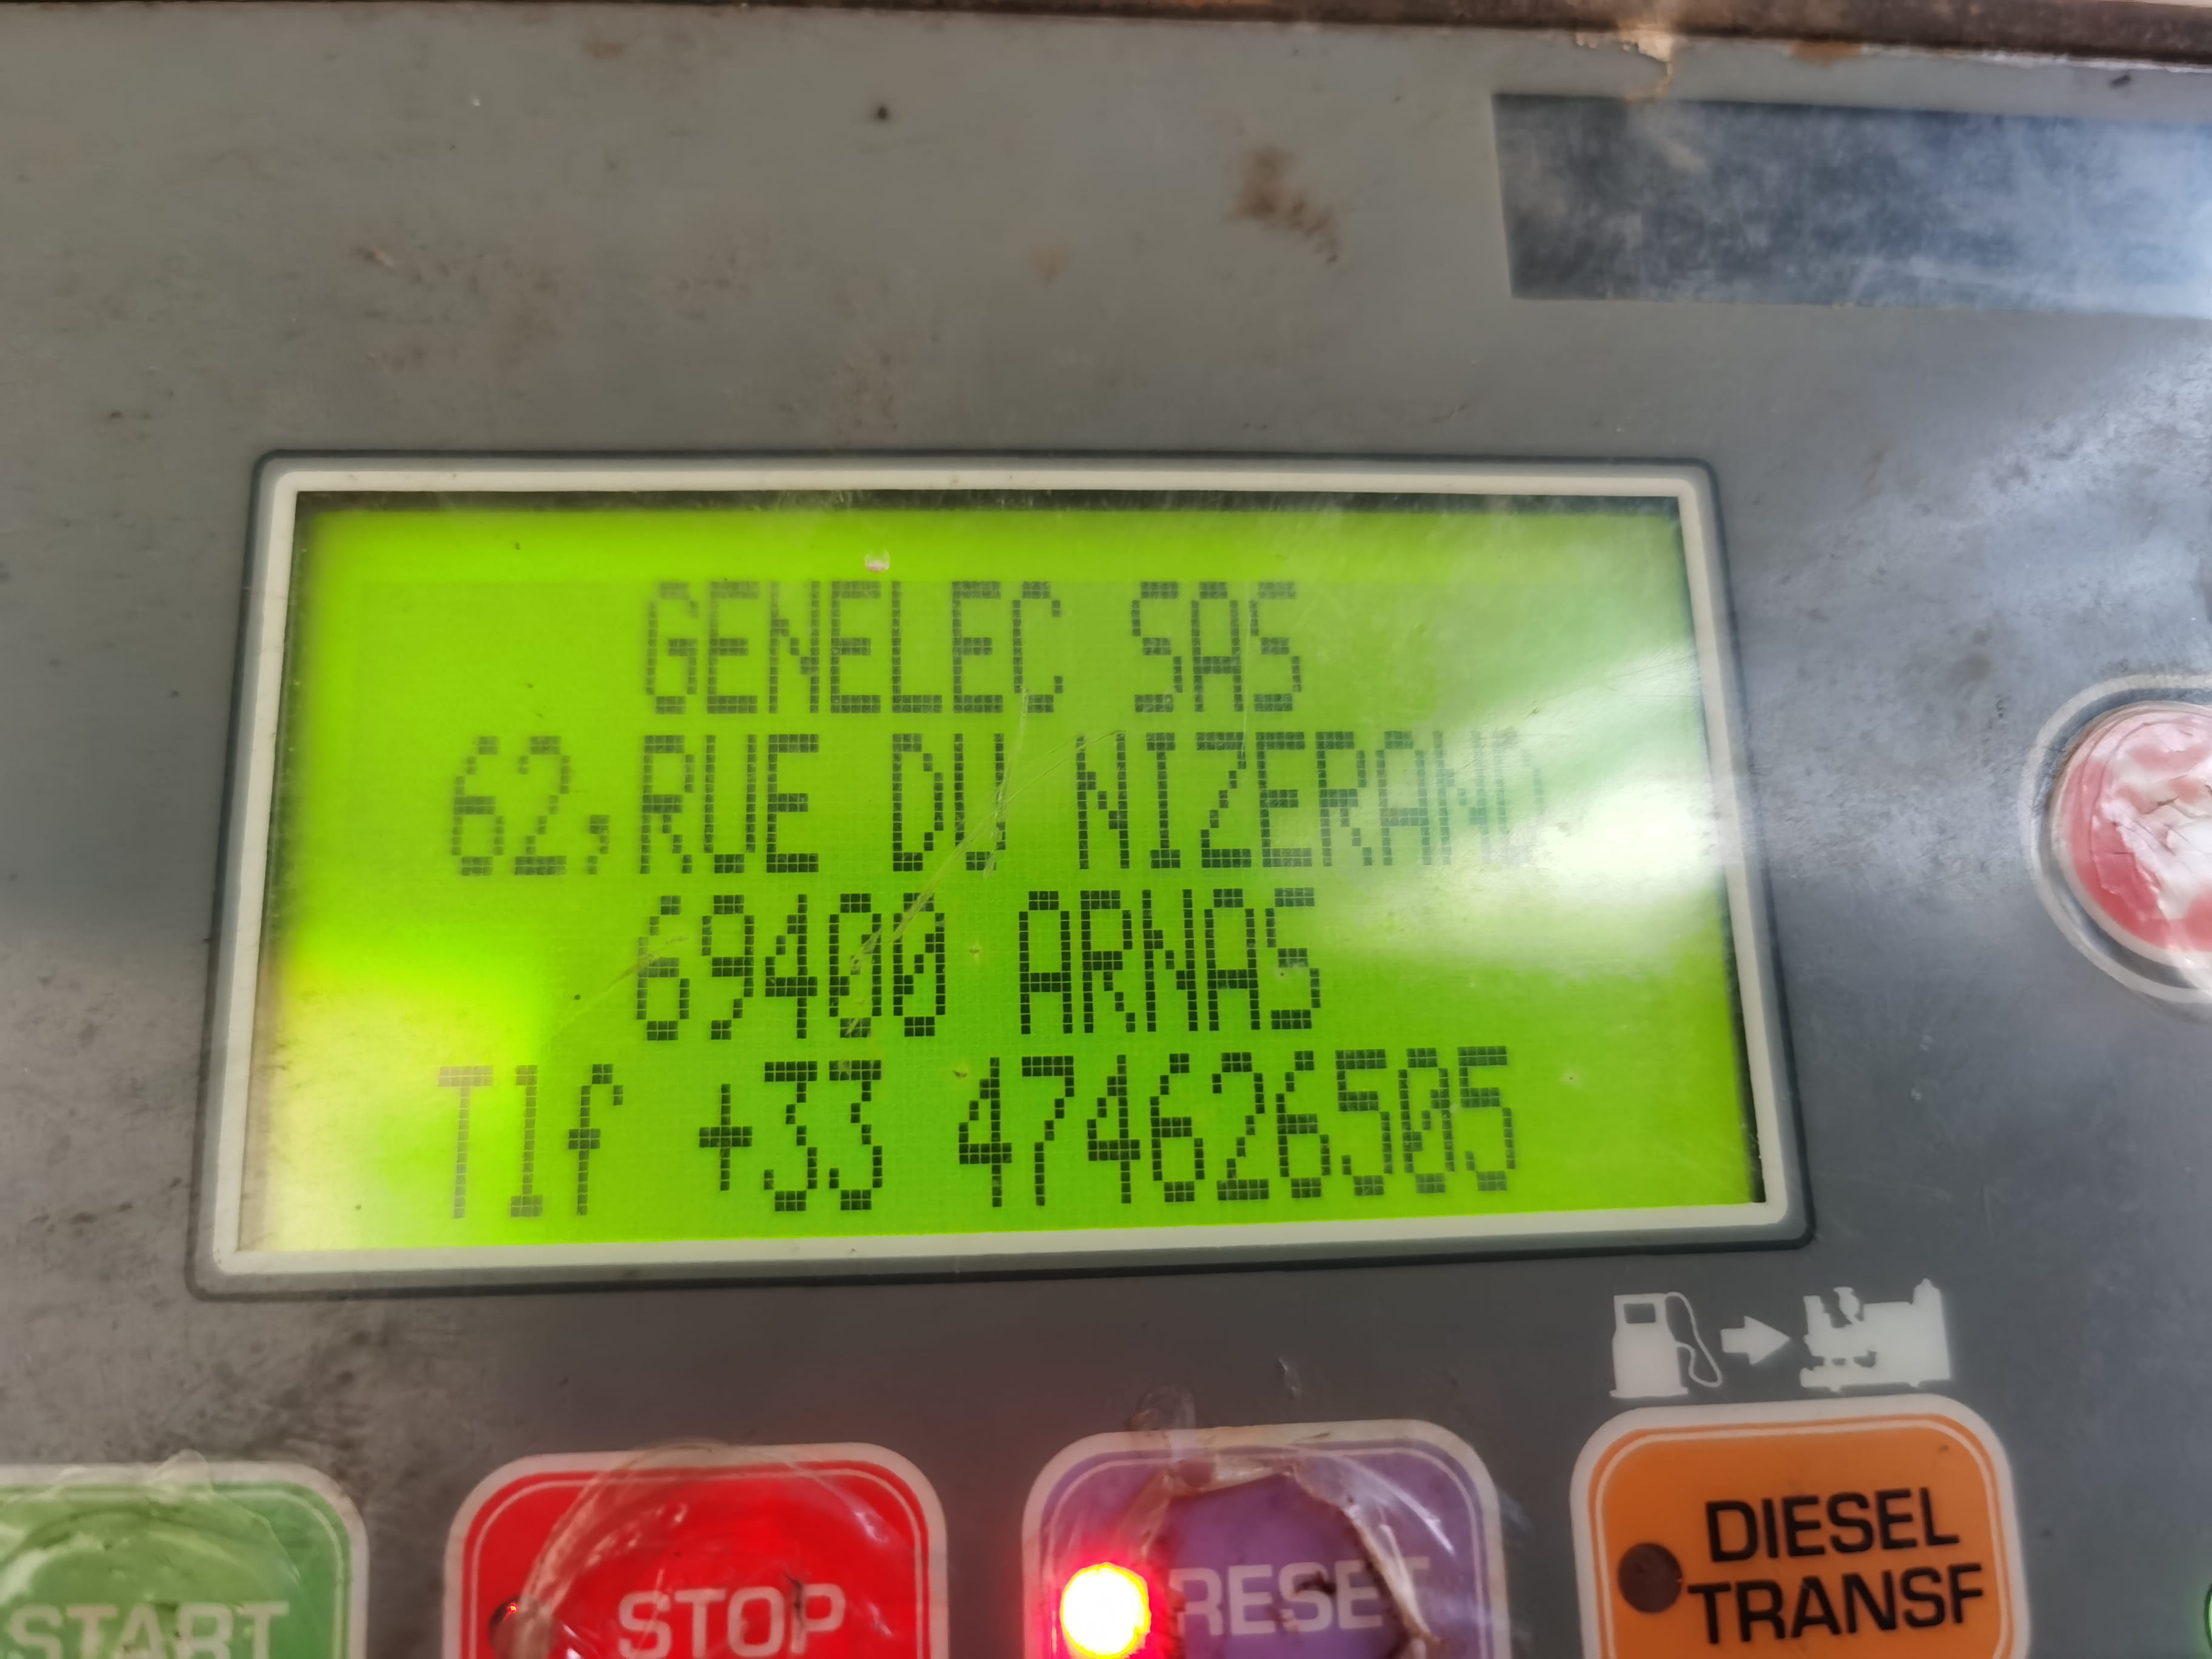 GENELEC SAS
62,RUE DU NIZERAND
69400 ARNAS
Tlf +33 474626505
START
STOP
RESET
DIESEL
TRANSF